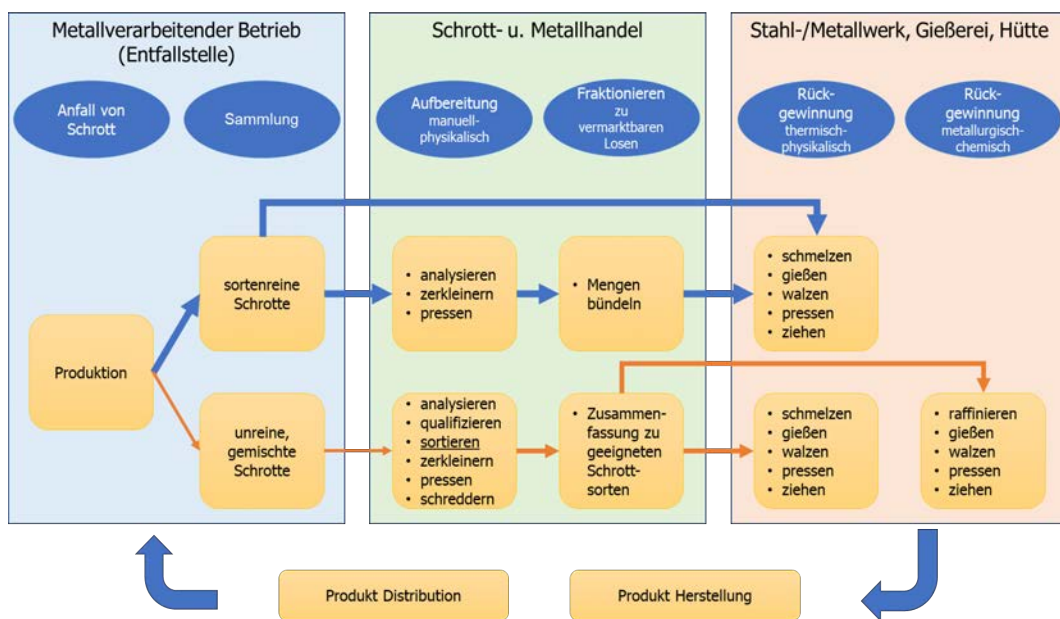 Metallverarbeitender Betrieb
(Entfallstelle)
Schrott- u. Metallhandel
Stahl-/Metallwerk, Gießerei, Hütte
Anfall von
Schrott
Sammlung
Aufbereitung
manuell-
physikalisch
Fraktionieren
zu
vermarktbaren
Losen
Rück-
gewinnung
thermisch-
physikalisch
Rück-
gewinnung
metallurgisch-
chemisch
Produktion
sortenreine
Schrotte
• analysieren
• zerkleinern
• pressen
• Mengen
bündeln
• schmelzen
• gießen
• walzen
• pressen
• ziehen
unreine,
gemischte
Schrotte
• analysieren
• qualifizieren
• sortieren
• zerkleinern
• pressen
• schreddern
• Zusammen-
fassung zu
geeigneten
Schrott-
sorten
• schmelzen
• gießen
• walzen
• pressen
• ziehen
• raffinieren
• gießen
• walzen
• pressen
• ziehen
Produkt Distribution
Produkt Herstellung